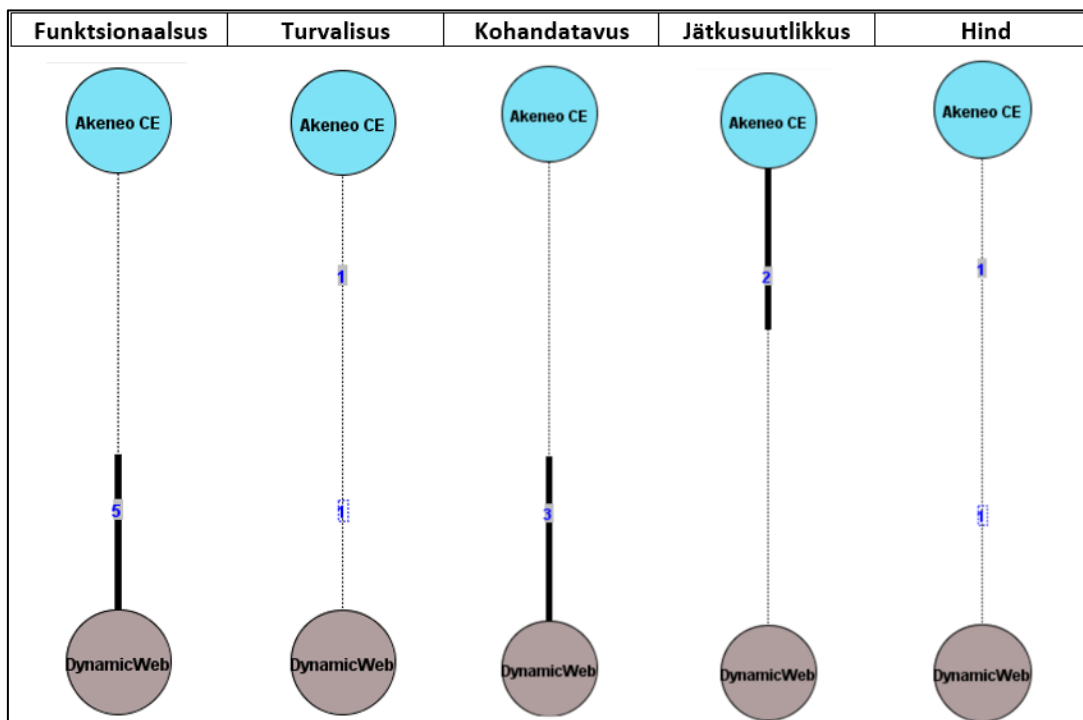 Funktsionaalsus Turvalisus Kohandatavus Jätkusuutlikkus Hind
Akeneo CE Akeneo CE Akeneo CE Akeneo CE Akeneo CE
1 2 1
5 1 3 1
DynamicWeb DynamicWeb DynamicWeb DynamicWeb DynamicWeb